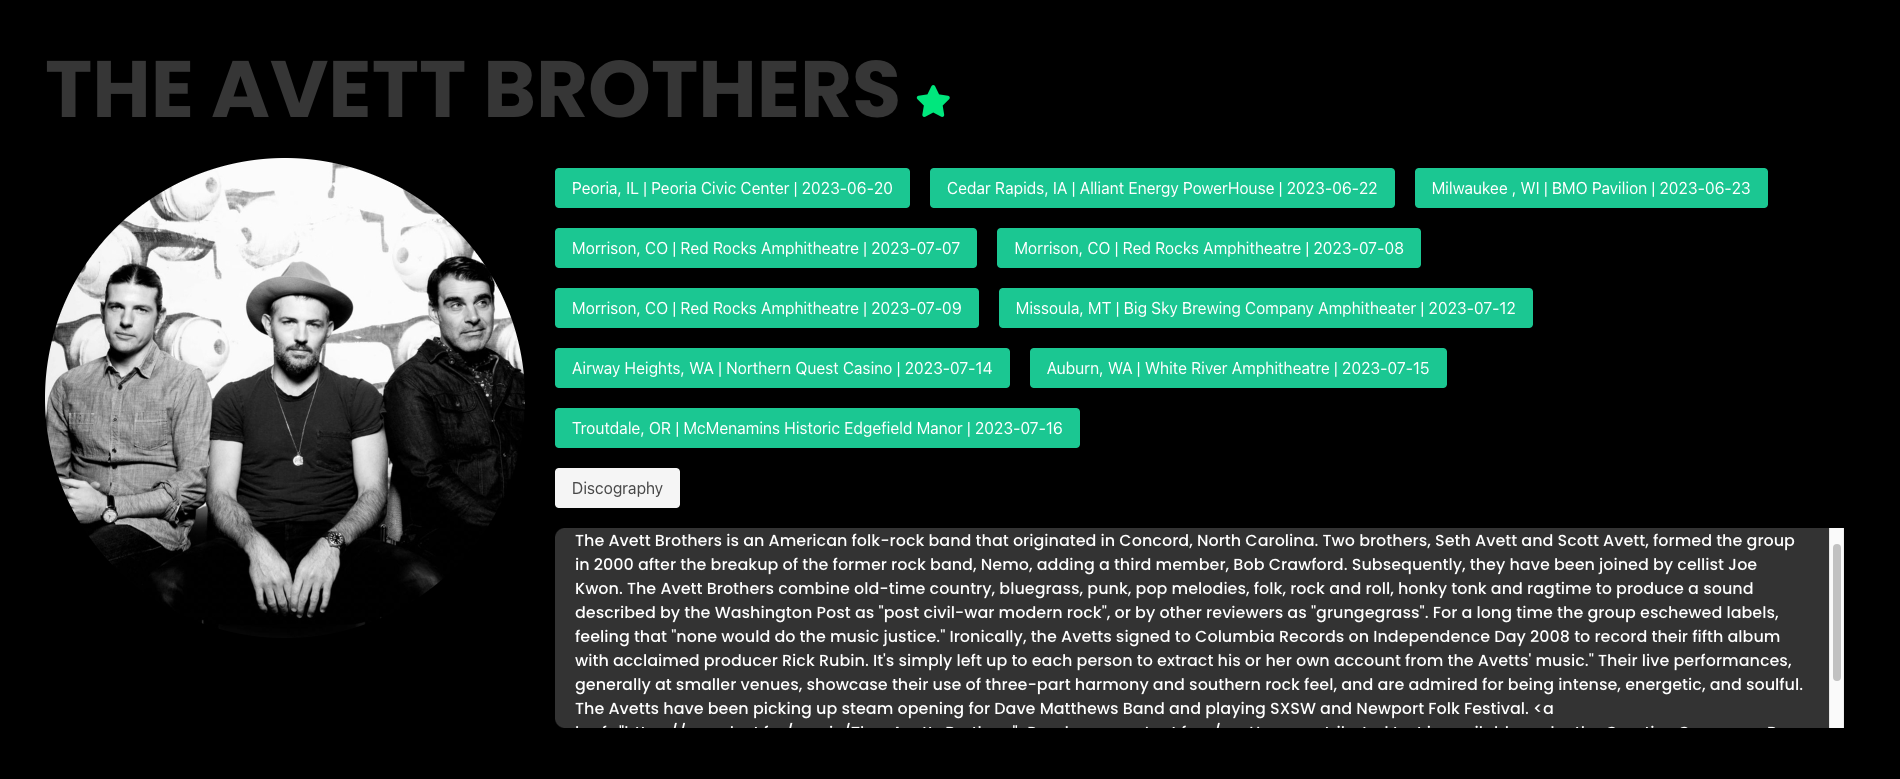 THE AVETT BROTHERS
Peoria, IL | Peoria Civic Center | 2023-06-20
Cedar Rapids, IA | Alliant Energy PowerHouse | 2023-06-22
Milwaukee , WI | BMO Pavilion | 2023-06-23
Morrison, CO | Red Rocks Amphitheatre | 2023-07-07
Morrison, CO | Red Rocks Amphitheatre | 2023-07-08
Morrison, CO | Red Rocks Amphitheatre | 2023-07-09
Missoula, MT | Big Sky Brewing Company Amphitheater | 2023-07-12
Airway Heights, WA | Northern Quest Casino | 2023-07-14
Auburn, WA | White River Amphitheatre | 2023-07-15
Troutdale, OR | McMenamins Historic Edgefield Manor | 2023-07-16
Discography
The Avett Brothers is an American folk-rock band that originated in Concord, North Carolina. Two brothers, Seth Avett and Scott Avett, formed the group
in 2000 after the breakup of the former rock band, Nemo, adding a third member, Bob Crawford. Subsequently, they have been joined by cellist Joe
Kwon. The Avett Brothers combine old-time country, bluegrass, punk, pop melodies, folk, rock and roll, honky tonk and ragtime to produce a sound
described by the Washington Post as "post civil-war modern rock", or by other reviewers as "grungegrass". For a long time the group eschewed labels,
feeling that "none would do the music justice." Ironically, the Avetts signed to Columbia Records on Independence Day 2008 to record their fifth album
with acclaimed producer Rick Rubin. It's simply left up to each person to extract his or her own account from the Avetts' music." Their live performances,
generally at smaller venues, showcase their use of three-part harmony and southern rock feel, and are admired for being intense, energetic, and soulful.
The Avetts have been picking up steam opening for Dave Matthews Band and playing SXSW and Newport Folk Festival. <a